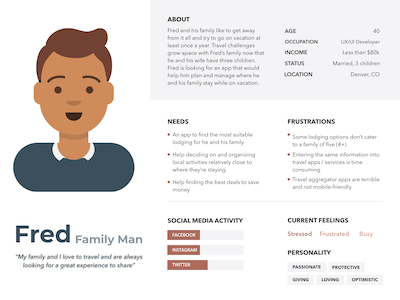 ABOUT
Fred and his family like to get away
from it all and try to go on vacation at
least once a year. Travel challenges
grow space with Fred's family now that
he and his wife have three children.
Fred is looking for an app that would
help him plan and manage where he
and his family stay while on vacation.
AGE 40
OCCUPATION UX/UI Developer
INCOME Less than $80k
STATUS Married, 3 children
LOCATION Denver, CO
NEEDS
• An app to find the most suitable
lodging for he and his family
• Help deciding on and organizing
local activities relatively close to
where they're staying
• Help finding the best deals to save
money
FRUSTRATIONS
• Some lodging options don't cater
to a family of five (4+)
• Entering the same information into
travel apps / services is time
consuming
• Travel aggregator apps are terrible
and not mobile-friendly
Fred Family Man
"My family and I love to travel and are always
looking for a great experience to share"
SOCIAL MEDIA ACTIVITY
FACEBOOK
INSTAGRAM
TWITTER
CURRENT FEELINGS
Stressed Frustrated Busy
PERSONALITY
PASSIONATE PROTECTIVE
GIVING LOVING OPTIMISTIC